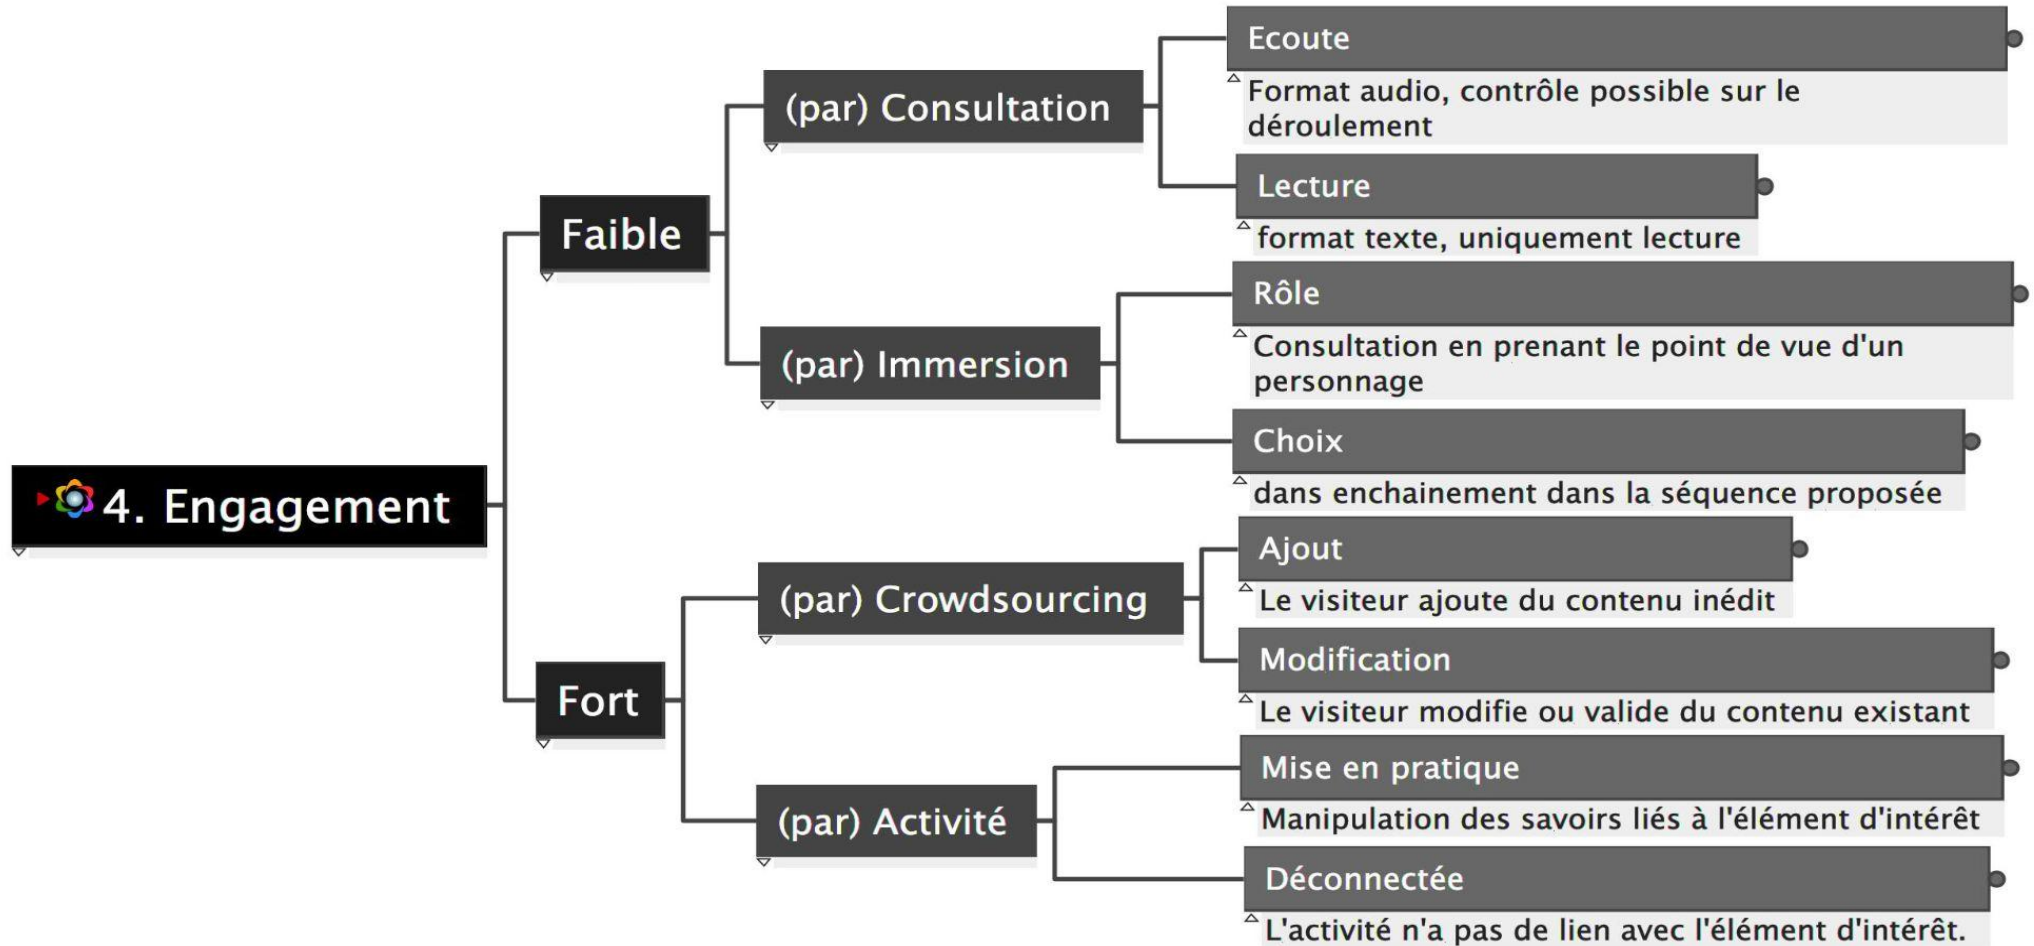 4. Engagement
Faible
(par) Consultation
Ecoute
Format audio, contrôle possible sur le
déroulement
Lecture
format texte, uniquement lecture
(par) Immersion
Rôle
Consultation en prenant le point de vue d'un
personnage
Choix
dans enchainement dans la séquence proposée
Fort
(par) Crowdsourcing
Ajout
Le visiteur ajoute du contenu inédit
Modification
Le visiteur modifie ou valide du contenu existant
(par) Activité
Mise en pratique
Manipulation des savoirs liés à l'élément d'intérêt
Déconnectée
L'activité n'a pas de lien avec l'élément d'intérêt.